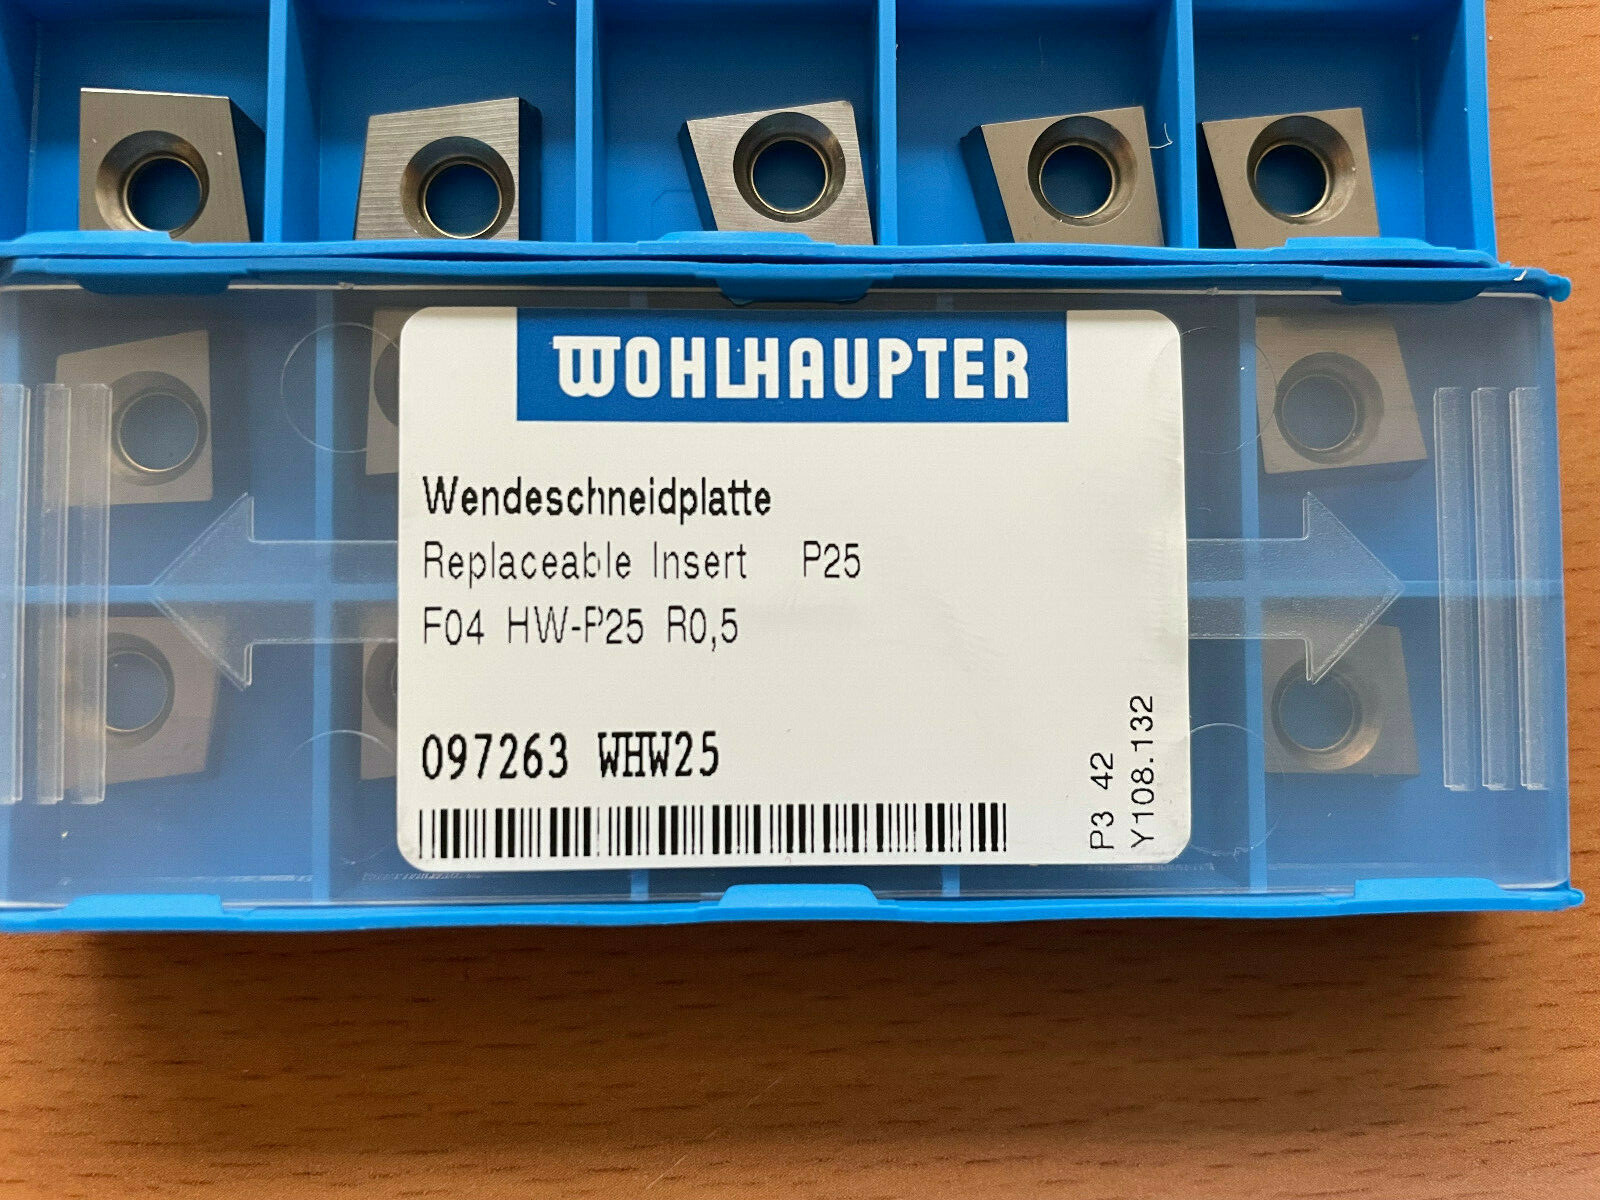 WOHLHAUPTER
Wendeschneidplatte
Replaceable Insert P25
F04 HW-P25 R0,5
097263 WHW25
P3 42
Y108.132